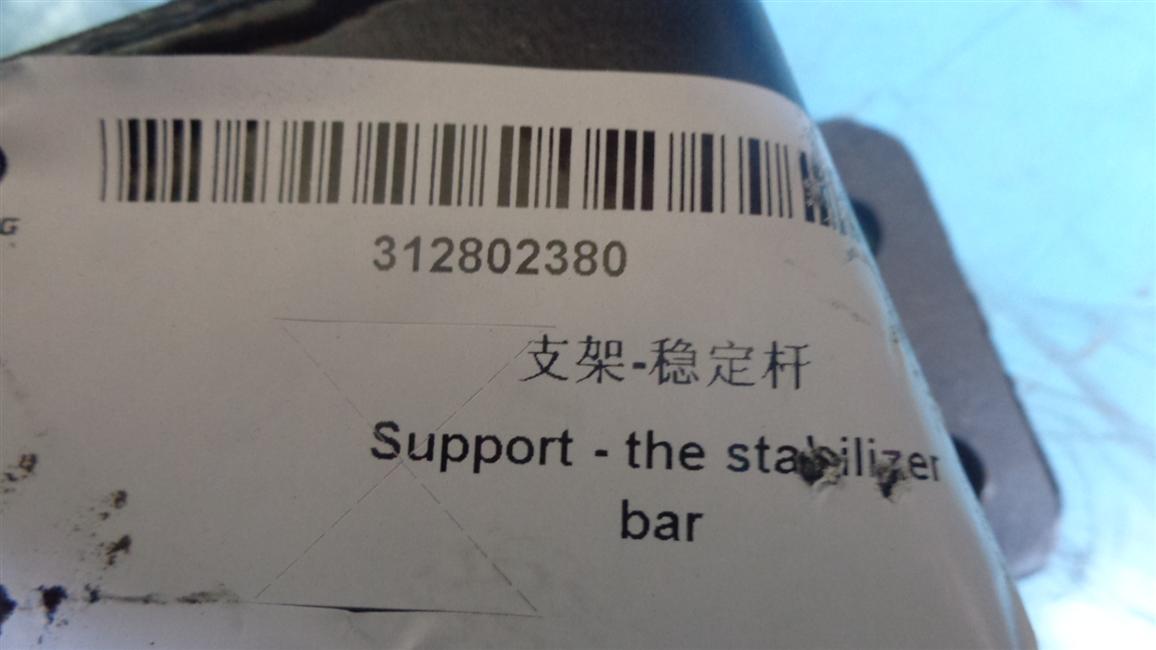 312802380
支架-稳定杆
Support - the stabilizer
bar